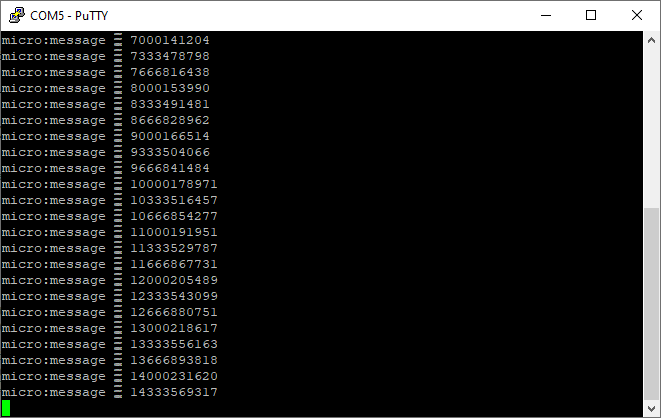 COM5 - PuTTY
micro:message = 7000141204
micro:message = 7333478798
micro:message = 7666816438
micro:message = 8000153990
micro:message = 8333491481
micro:message = 8666828962
micro:message = 9000166514
micro:message = 9333504066
micro:message = 9666841484
micro:message = 10000178971
micro:message = 10333516457
micro:message = 10666854277
micro:message = 11000191951
micro:message = 11333529787
micro:message = 11666867731
micro:message = 12000205489
micro:message = 12333543099
micro:message = 12666880751
micro:message = 13000218617
micro:message = 13333556163
micro:message = 13666893818
micro:message = 14000231620
micro:message = 14333569317